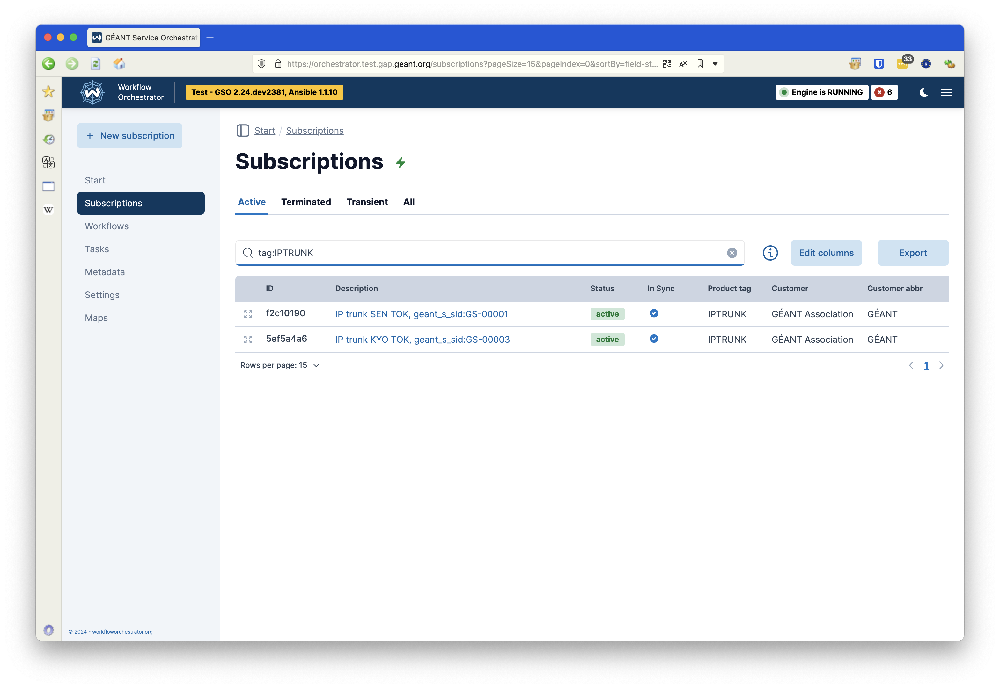 GÉANT Service Orchestrat
https://orchestrator.test.gap.geant.org/subscriptions?pageSize=15&pageIndex=0&sortBy=field-st...
33
Workflow
Orchestrator
Test - GSO 2.24.dev2381, Ansible 1.1.10
Engine is RUNNING
6
+ New subscription
Start
Subscriptions
Workflows
Tasks
Metadata
Settings
Maps
W
© 2024 - workfloworchestrator.org
Start / Subscriptions
Subscriptions
Active Terminated Transient All
tag:IPTRUNK
Edit columns
Export
ID Description Status In Sync Product tag Customer Customer abbr
f2c10190 IP trunk SEN TOK, geant_s_sid:GS-00001 active IPTRUNK GÉANT Association GÉANT
5ef5a4a6 IP trunk KYO TOK, geant_s_sid:GS-00003 active IPTRUNK GÉANT Association GÉANT
Rows per page: 15
1